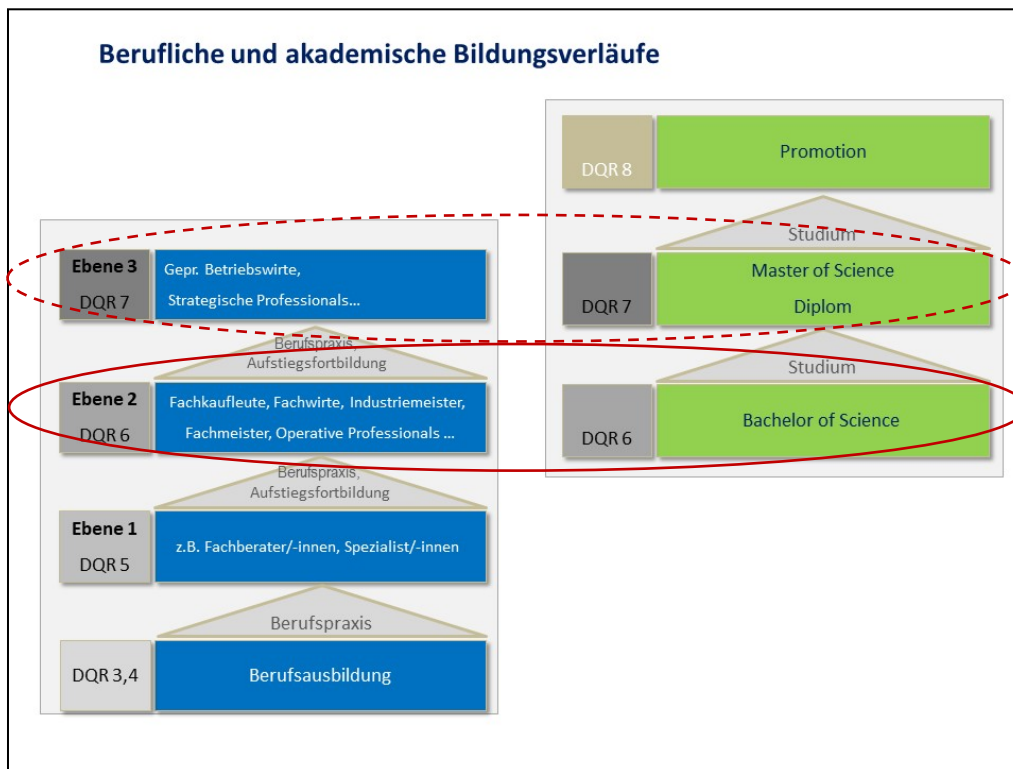 Berufliche und akademische Bildungsverläufe
DQR 8
Promotion
Studium
DQR 7
Master of Science
Diplom
Studium
DQR 6
Bachelor of Science
Ebene 3
DQR 7
Gepr. Betriebswirte,
Strategische Professionals...
Berufspraxis,
Aufstiegsfortbildung
Ebene 2
DQR 6
Fachkaufleute, Fachwirte, Industriemeister,
Fachmeister, Operative Professionals ...
Berufspraxis,
Aufstiegsfortbildung
Ebene 1
DQR 5
z.B. Fachberater/-innen, Spezialist/-innen
Berufspraxis
DQR 3,4
Berufsausbildung